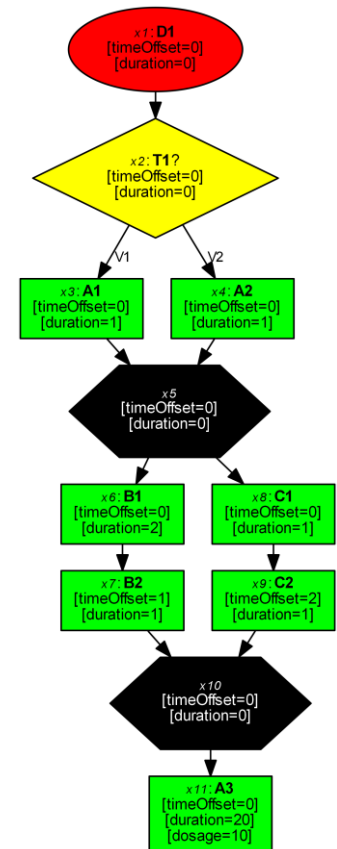 x1: D1
[timeOffset=0]
[duration=0]
x2: T1?
[timeOffset=0]
[duration=0]
V1
V2
x3: A1
[timeOffset=0]
[duration=1]
x4: A2
[timeOffset=0]
[duration=1]
x5
[timeOffset=0]
[duration=0]
x6: B1
[timeOffset=0]
[duration=2]
x8: C1
[timeOffset=0]
[duration=1]
x7: B2
[timeOffset=1]
[duration=1]
x9: C2
[timeOffset=2]
[duration=1]
x10
[timeOffset=0]
[duration=0]
x11: A3
[timeOffset=0]
[duration=20]
[dosage=10]